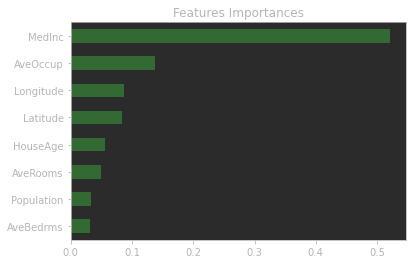 Features Importances
MedInc
AveOccup
Longitude
Latitude
HouseAge
AveRooms
Population
AveBedrms
0.0 0.1 0.2 0.3 0.4 0.5